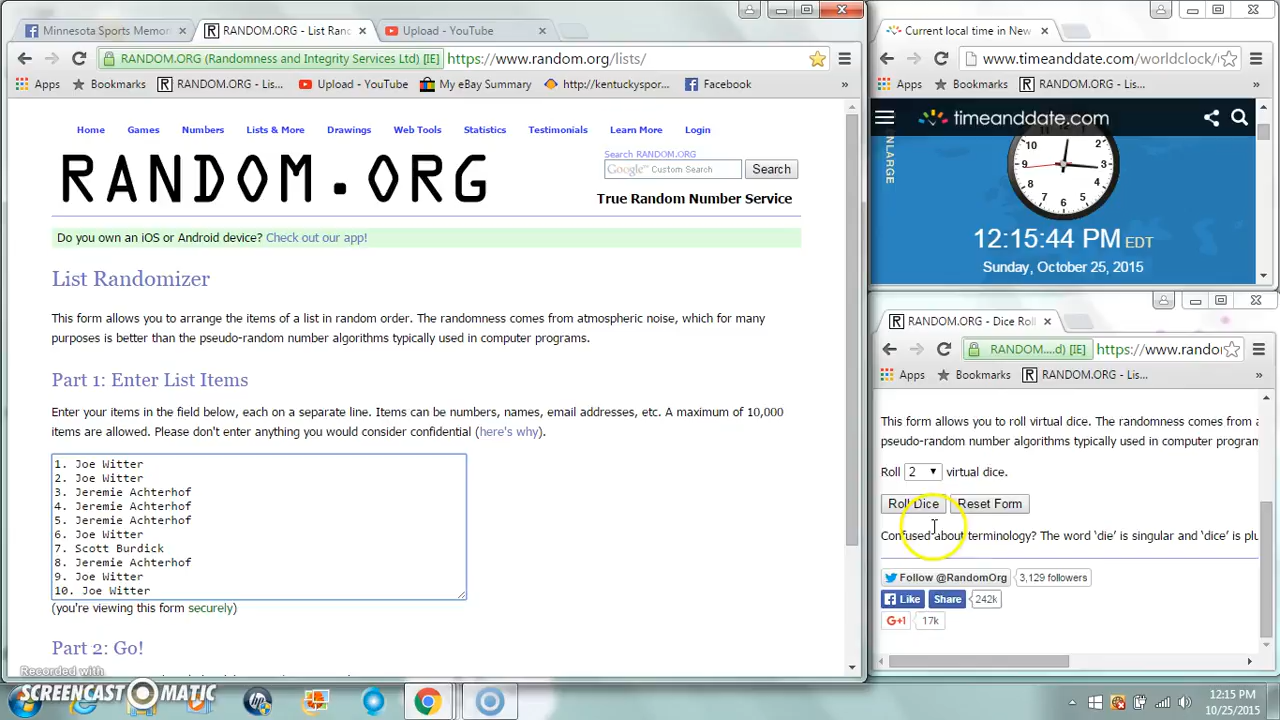 Minnesota Sports Memor
RANDOM.ORG - List Rand
Upload - YouTube
RANDOM.ORG (Randomness and Integrity Services Ltd) [IE] https://www.random.org/lists/
Apps Bookmarks RANDOM.ORG - Lis... Upload - YouTube My eBay Summary http://kentuckyspor... Facebook »
Home Games Numbers Lists & More Drawings Web Tools Statistics Testimonials Learn More Login
RANDOM.ORG
Search RANDOM.ORG
Google™ Custom Search Search
True Random Number Service
Do you own an iOS or Android device? Check out our app!
List Randomizer
This form allows you to arrange the items of a list in random order. The randomness comes from atmospheric noise, which for many
purposes is better than the pseudo-random number algorithms typically used in computer programs.
Part 1: Enter List Items
Enter your items in the field below, each on a separate line. Items can be numbers, names, email addresses, etc. A maximum of 10,000
items are allowed. Please don't enter anything you would consider confidential (here's why).
1. Joe Witter
2. Joe Witter
3. Jeremie Achterhof
4. Jeremie Achterhof
5. Jeremie Achterhof
6. Joe Witter
7. Scott Burdick
8. Jeremie Achterhof
9. Joe Witter
10. Joe Witter
(you're viewing this form securely)
Part 2: Go!
Recorded with
SCREENCAST-O-MATIC
Current local time in New
www.timeanddate.com/worldclock/
Apps Bookmarks RANDOM.ORG - Lis...
timeanddate.com
ENLARGE
12:15:44 PM EDT
Sunday, October 25, 2015
RANDOM.ORG - Dice Roll
RANDOM....d) [IE] https://www.rando
Apps Bookmarks RANDOM.ORG - Lis... »
This form allows you to roll virtual dice. The randomness comes from a
pseudo-random number algorithms typically used in computer program
Roll 2 virtual dice.
Roll Dice Reset Form
Confused about terminology? The word 'die' is singular and 'dice' is plu
Follow @RandomOrg 3,129 followers
Like Share 242k
G+1 17k
12:15 PM
10/25/2015